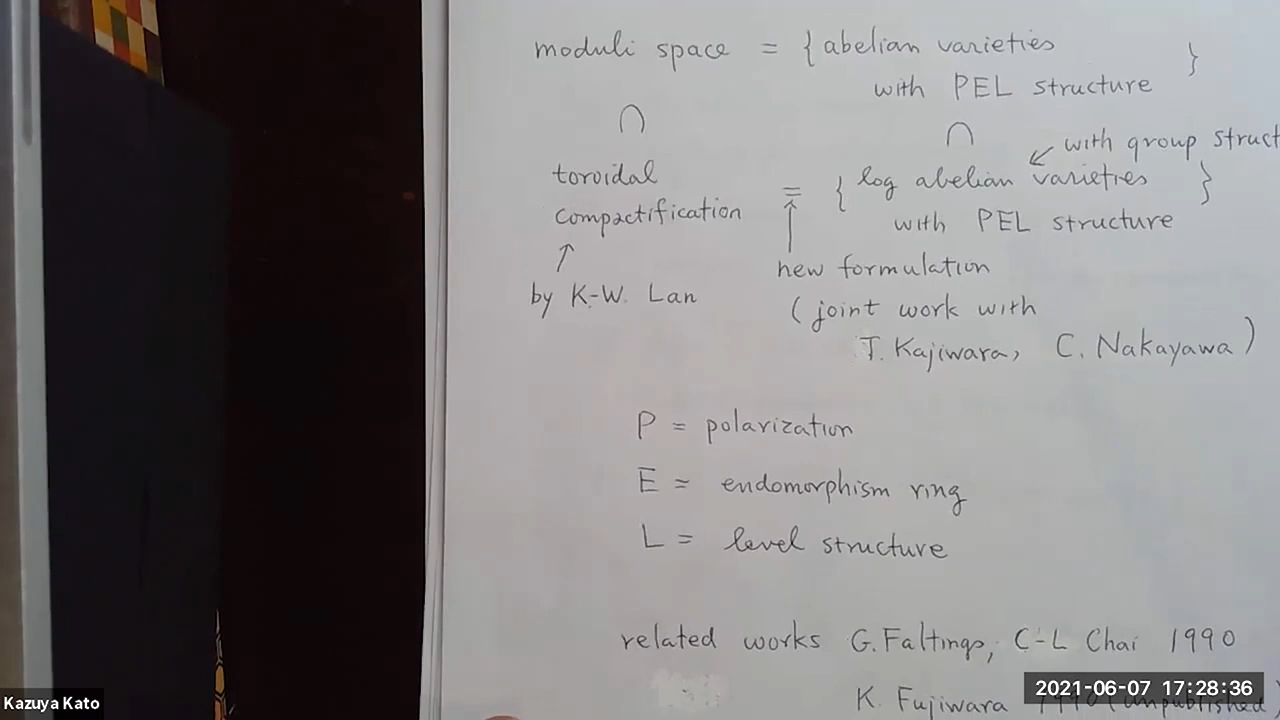 moduli space = { abelian varieties }
with PEL structure
∩ ∩
with group struct
toroidal = { log abelian varieties }
compactification with PEL structure
↑ ↑
new formulation
by K-W. Lan ( joint work with
T. Kajiwara, C. Nakayawa )
P = polarization
E = endomorphism ring
L = level structure
related works G. Faltings, C-L Chai 1990
K. Fujiwara
2021-06-07 17:28:36
Kazuya Kato